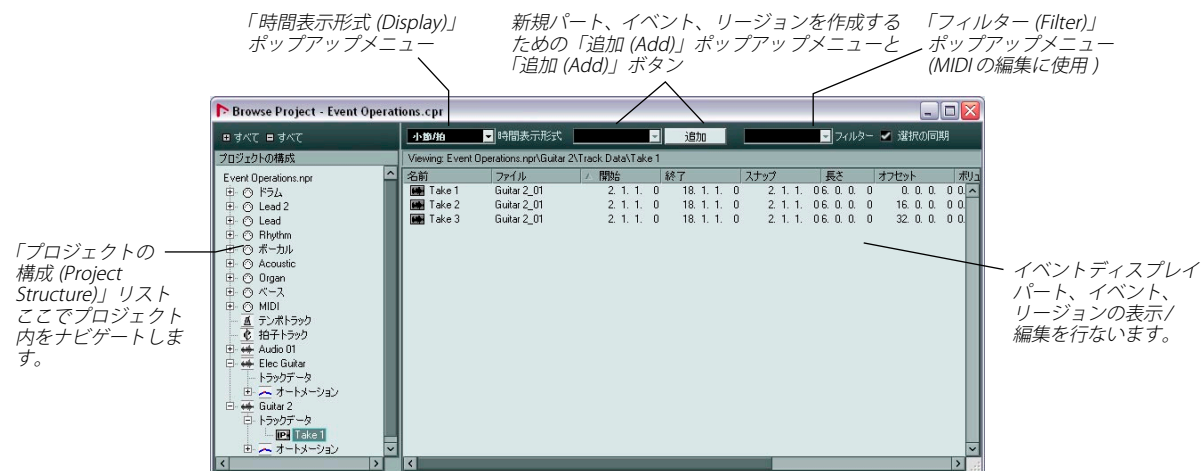 「時間表示形式 (Display)」
ポップアップメニュー
新規パート、イベント、リージョンを作成する
ための「追加 (Add)」ポップアップメニューと
「追加 (Add)」ボタン
「フィルター (Filter)」
ポップアップメニュー
(MIDI の編集に使用 )
Browse Project - Event Operations.cpr
すべて すべて
小節/拍 時間表示形式 追加 フィルター 選択の同期
プロジェクトの構成
Viewing: Event Operations.npr\Guitar 2\Track Data\Take 1
名前 ファイル 開始 終了 スナップ 長さ オフセット ボリュ
Take 1 Guitar 2_01 2. 1. 1. 0 18. 1. 1. 0 2. 1. 1. 0 6. 0. 0. 0 0. 0. 0. 0 0.
Take 2 Guitar 2_01 2. 1. 1. 0 18. 1. 1. 0 2. 1. 1. 0 6. 0. 0. 0 16. 0. 0. 0 0.
Take 3 Guitar 2_01 2. 1. 1. 0 18. 1. 1. 0 2. 1. 1. 0 6. 0. 0. 0 32. 0. 0. 0 0.
Event Operations.npr
ドラム
Lead 2
Lead
Rhythm
ボーカル
Acoustic
Organ
ベース
MIDI
テンポトラック
拍子トラック
Audio 01
Elec Guitar
トラックデータ
オートメーション
Guitar 2
トラックデータ
Take 1
オートメーション
「プロジェクトの
構成 (Project
Structure)」リスト
ここでプロジェクト
内をナビゲートしま
す。
イベントディスプレイ
パート、イベント、
リージョンの表示/
編集を行ないます。